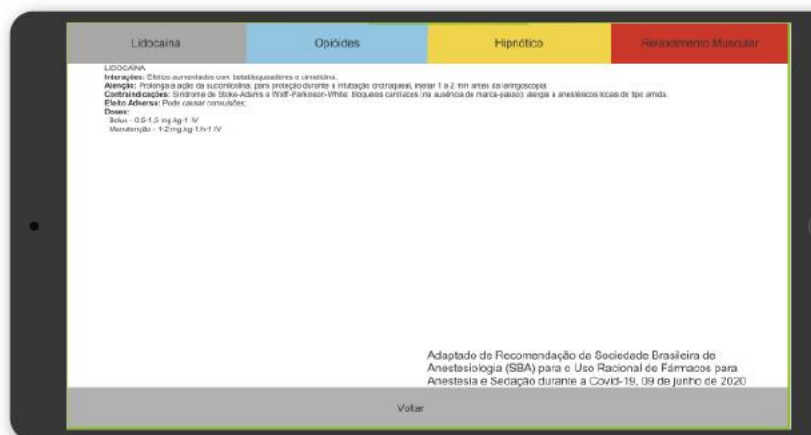 Lidocaína
Opióides
Hipnótico
Relaxamento Muscular
LIDOCAÍNA
Interações: Efeitos aumentados com betabloqueadores e cimetidina.
Atenção: Prolonga a ação da succinilcolina; para proteção durante a intubação orotraqueal, injetar 1 a 2 min antes da laringoscopia.
Contraindicações: Síndrome de Stoke-Adams e Wolff-Parkinson-White; bloqueios cardíacos (na ausência de marca-passo); alergia a anestésicos locais de tipo amida.
Efeito Adverso: Pode causar convulsões;
Doses:
Bolus - 0,5-1,5 mg.kg-1 IV
Manutenção - 1-2 mg.kg-1.h-1 IV
Adaptado de Recomendação da Sociedade Brasileira de
Anestesiologia (SBA) para o Uso Racional de Fármacos para
Anestesia e Sedação durante a Covid-19, 09 de junho de 2020
Voltar